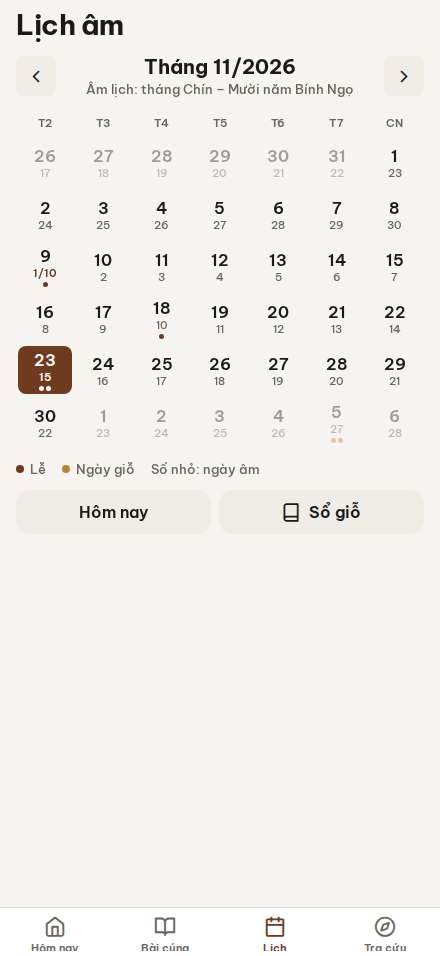 Lịch âm
Tháng 11/2026
Âm lịch: tháng Chín – Mười năm Bính Ngọ
T2 T3 T4 T5 T6 T7 CN
26 27 28 29 30 31 1
17 18 19 20 21 22 23
2 3 4 5 6 7 8
24 25 26 27 28 29 30
9 10 11 12 13 14 15
1/10 2 3 4 5 6 7
16 17 18 19 20 21 22
8 9 10 11 12 13 14
23 24 25 26 27 28 29
15 16 17 18 19 20 21
30 1 2 3 4 5 6
22 23 24 25 26 27 28
Lễ Ngày giỗ Số nhỏ: ngày âm
Hôm nay Sổ giỗ
Hôm nay Bài cúng Lịch Tra cứu